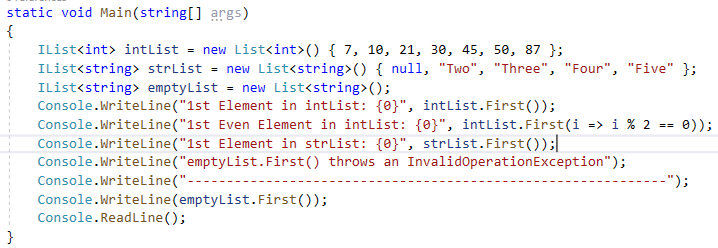 static void Main(string[] args)
{
    IList<int> intList = new List<int>() { 7, 10, 21, 30, 45, 50, 87 };
    IList<string> strList = new List<string>() { null, "Two", "Three", "Four", "Five" };
    IList<string> emptyList = new List<string>();
    Console.WriteLine("1st Element in intList: {0}", intList.First());
    Console.WriteLine("1st Even Element in intList: {0}", intList.First(i => i % 2 == 0));
    Console.WriteLine("1st Element in strList: {0}", strList.First());
    Console.WriteLine("emptyList.First() throws an InvalidOperationException");
    Console.WriteLine("-------------------------------------------------------------");
    Console.WriteLine(emptyList.First());
    Console.ReadLine();
}